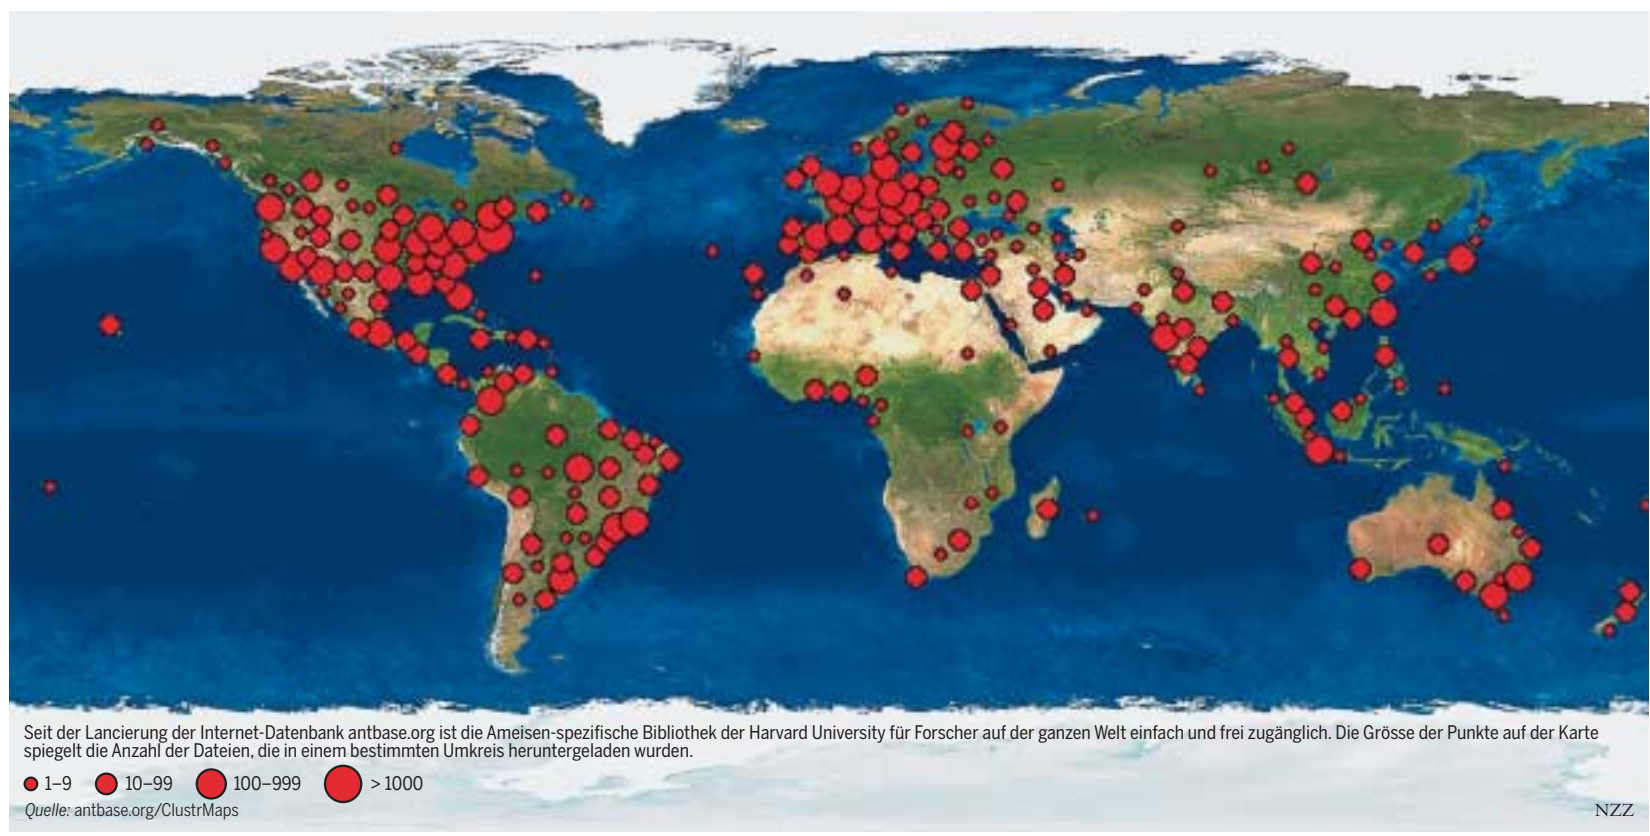 Seit der Lancierung der Internet-Datenbank antbase.org ist die Ameisen-spezifische Bibliothek der Harvard University für Forscher auf der ganzen Welt einfach und frei zugänglich. Die Grösse der Punkte auf der Karte
spiegelt die Anzahl der Dateien, die in einem bestimmten Umkreis heruntergeladen wurden.
1–9 10–99 100–999 > 1000
Quelle: antbase.org/ClustrMaps
NZZ